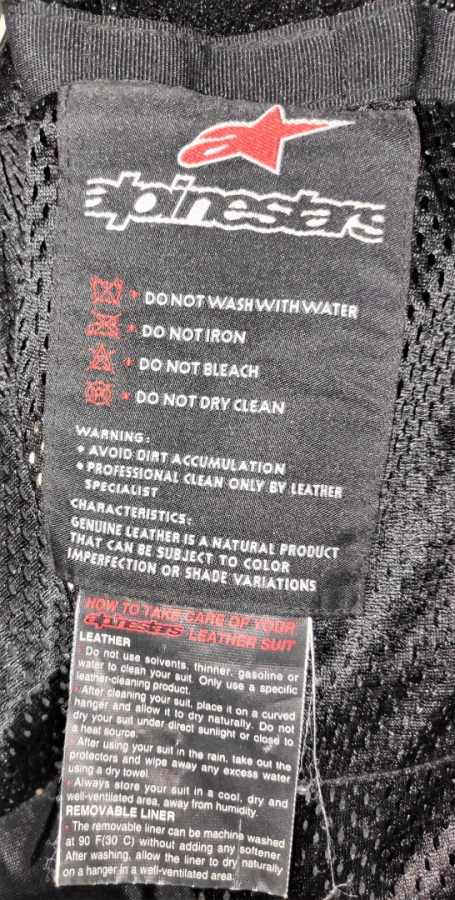 alpinestars
* DO NOT WASH WITH WATER
* DO NOT IRON
* DO NOT BLEACH
* DO NOT DRY CLEAN
WARNING:
• AVOID DIRT ACCUMULATION
• PROFESSIONAL CLEAN ONLY BY LEATHER
SPECIALIST
CHARACTERISTICS:
GENUINE LEATHER IS A NATURAL PRODUCT
THAT CAN BE SUBJECT TO COLOR
IMPERFECTION OR SHADE VARIATIONS
HOW TO TAKE CARE OF YOUR
alpinestars LEATHER SUIT
LEATHER
• Do not use solvents, thinner, gasoline or
water to clean your suit. Only use a specific
leather-cleaning product.
• After cleaning your suit, place it on a curved
hanger and allow it to dry naturally. Do not
dry your suit under direct sunlight or close to
a heat source.
• After using your suit in the rain, take out the
protectors and wipe away any excess water
using a dry towel
• Always store your suit in a cool, dry and
well-ventilated area, away from humidity.
REMOVABLE LINER
• The removable liner can be machine washed
at 90 F(30 C) without adding any softener.
After washing, allow the liner to dry naturally
on a hanger in a well-ventilated area.